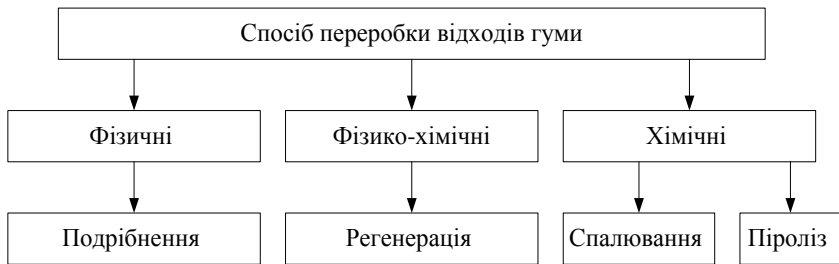 Спосіб переробки відходів гуми
Фізичні
Фізико-хімічні
Хімічні
Подрібнення
Регенерація
Спалювання
Піроліз